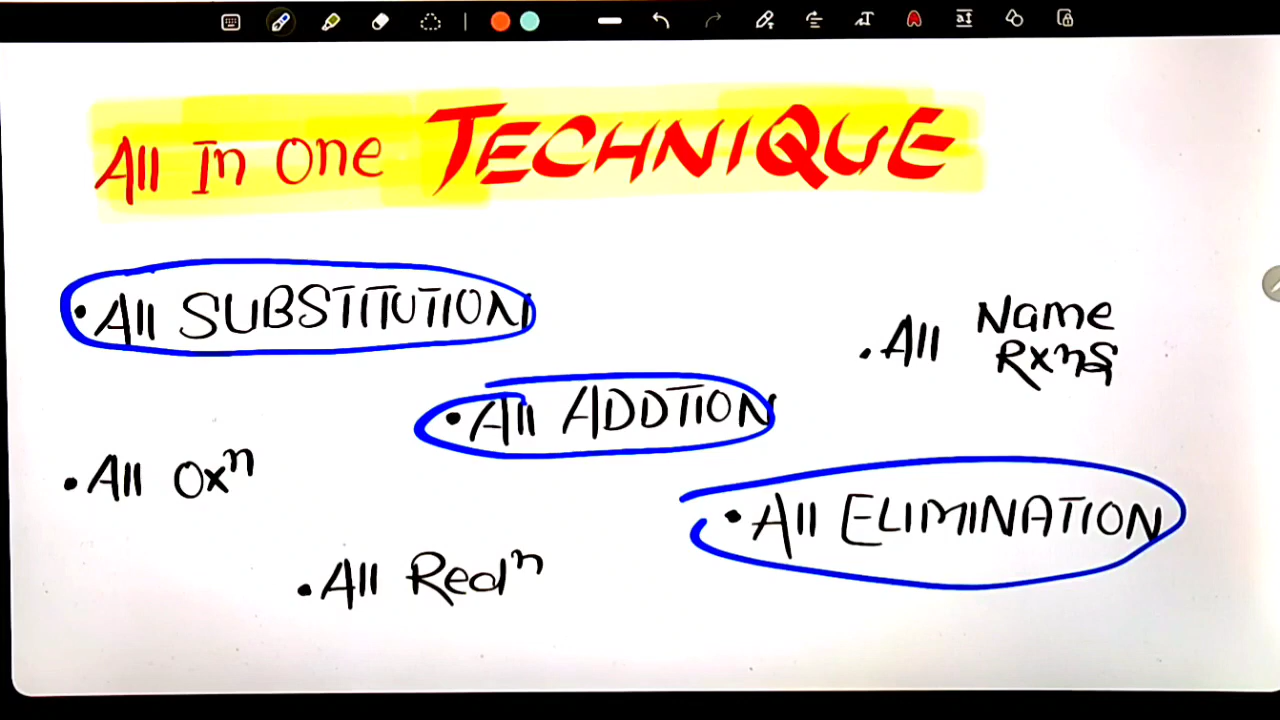 All In One TECHNIQUE
• All SUBSTITUTION
• All Name
Rxns
• All ADDTION
• All Oxⁿ
• All ELIMINATION
• All Redⁿ